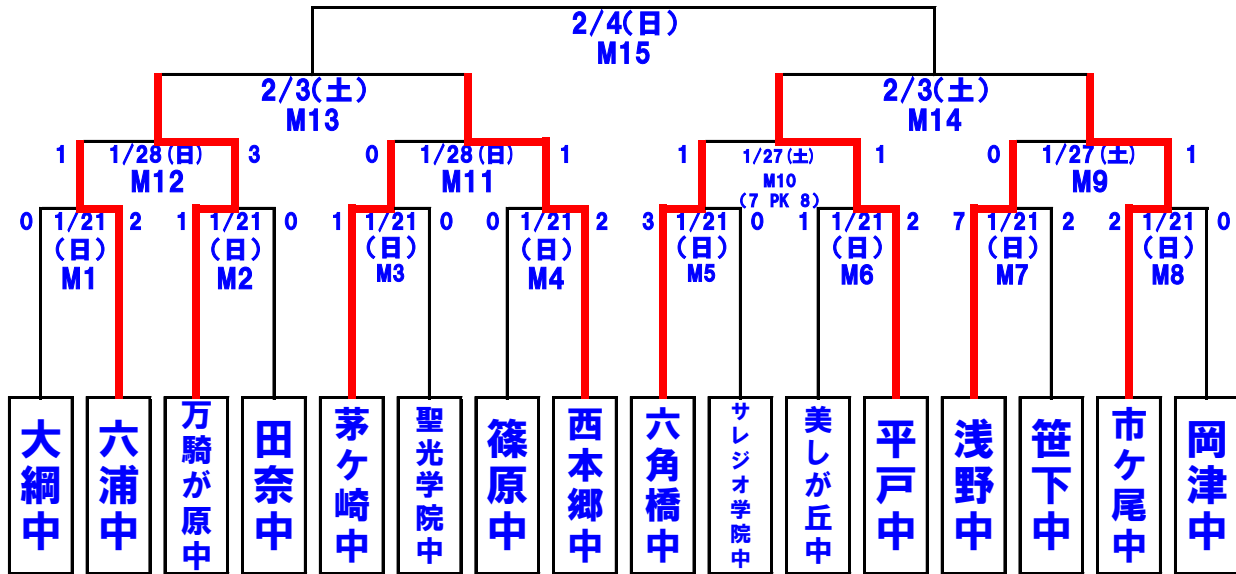 2/4(日)
M15
2/3(土)
M13
2/3(土)
M14
1 1/28(日) 3
M12
0 1/28(日) 1
M11
1 1/27(土) 1
M10
(7 PK 8)
0 1/27(土) 1
M9
0 1/21 2
(日)
M1
1 1/21 0
(日)
M2
1 1/21 0
(日)
M3
0 1/21 2
(日)
M4
3 1/21 0
(日)
M5
1 1/21 2
(日)
M6
7 1/21 2
(日)
M7
2 1/21 0
(日)
M8
大綱中
六浦中
万騎が原中
田奈中
茅ケ崎中
聖光学院中
篠原中
西本郷中
六角橋中
サレジオ学院中
美しが丘中
平戸中
浅野中
笹下中
市ケ尾中
岡津中